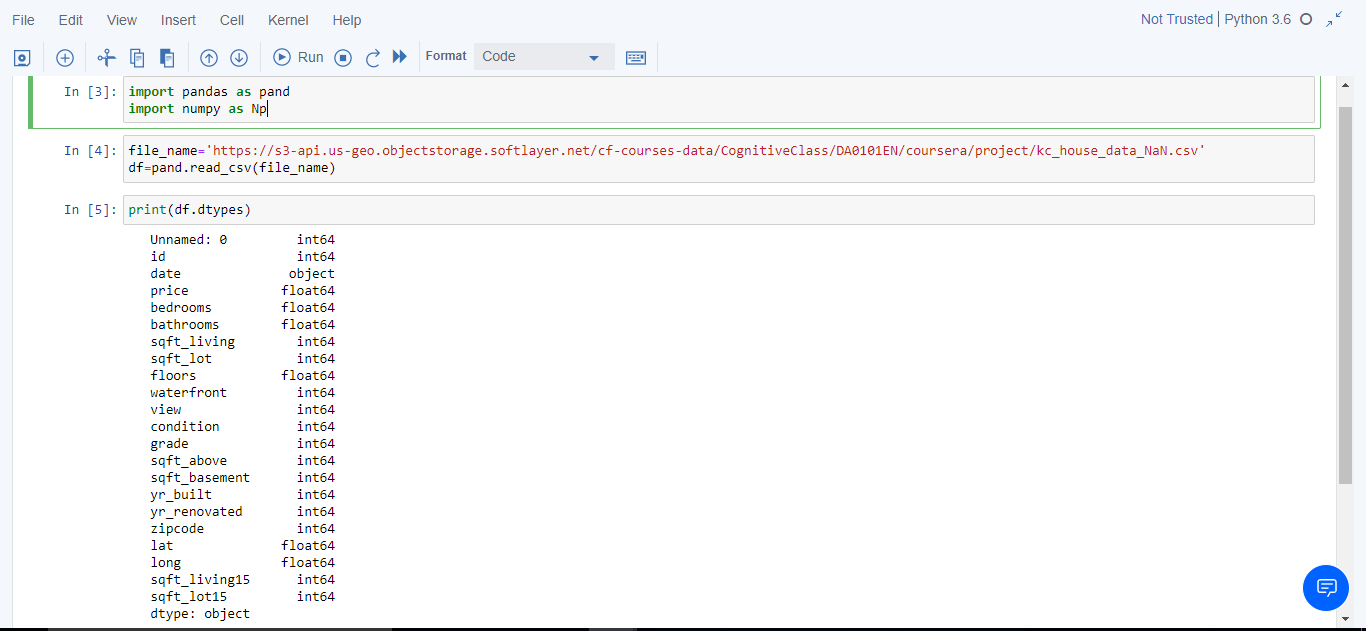 File Edit View Insert Cell Kernel Help Not Trusted | Python 3.6
Run Format Code
In [3]: import pandas as pand
import numpy as Np
In [4]: file_name='https://s3-api.us-geo.objectstorage.softlayer.net/cf-courses-data/CognitiveClass/DA0101EN/coursera/project/kc_house_data_NaN.csv'
df=pand.read_csv(file_name)
In [5]: print(df.dtypes)
Unnamed: 0 int64
id int64
date object
price float64
bedrooms float64
bathrooms float64
sqft_living int64
sqft_lot int64
floors float64
waterfront int64
view int64
condition int64
grade int64
sqft_above int64
sqft_basement int64
yr_built int64
yr_renovated int64
zipcode int64
lat float64
long float64
sqft_living15 int64
sqft_lot15 int64
dtype: object